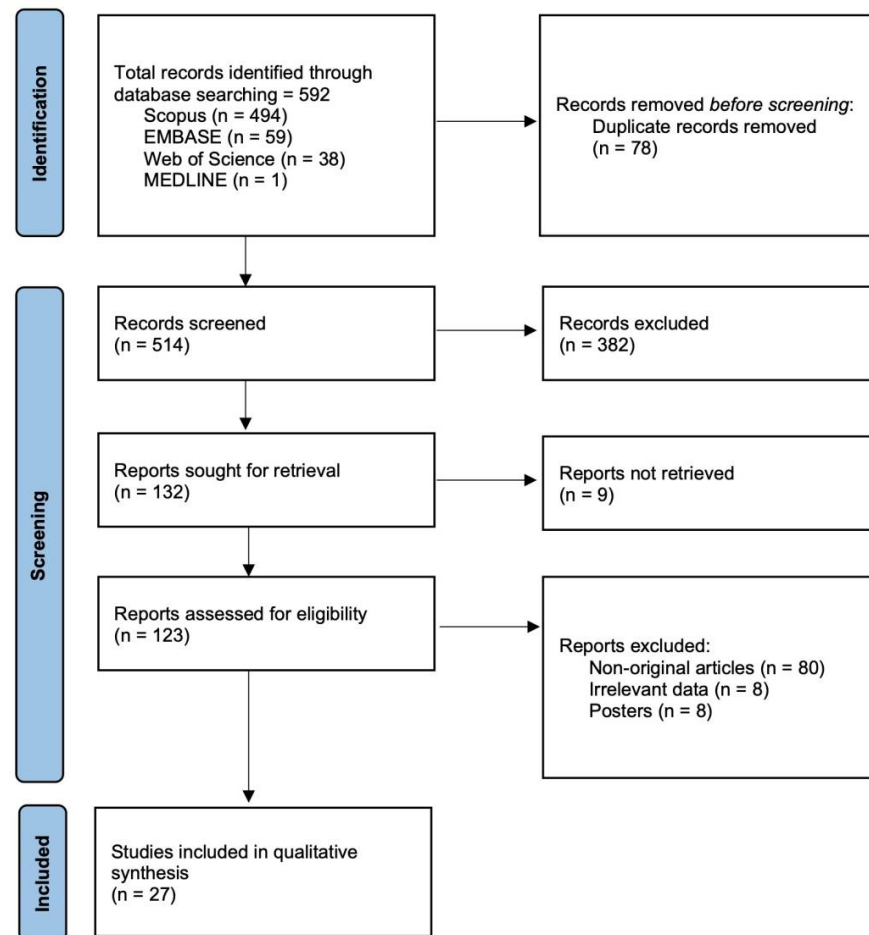 Identification
Total records identified through
database searching = 592
Scopus (n = 494)
EMBASE (n = 59)
Web of Science (n = 38)
MEDLINE (n = 1)
Records removed before screening:
Duplicate records removed
(n = 78)
Screening
Records screened
(n = 514)
Records excluded
(n = 382)
Reports sought for retrieval
(n = 132)
Reports not retrieved
(n = 9)
Reports assessed for eligibility
(n = 123)
Reports excluded:
Non-original articles (n = 80)
Irrelevant data (n = 8)
Posters (n = 8)
Included
Studies included in qualitative
synthesis
(n = 27)